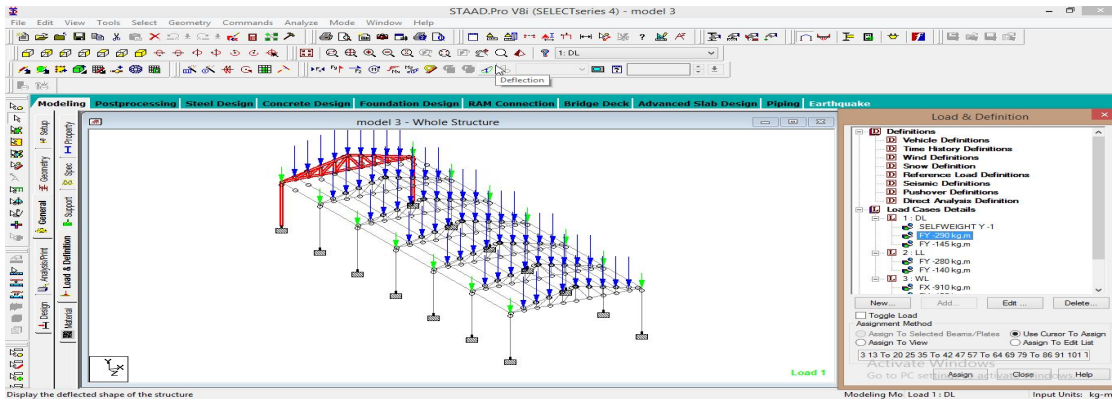 STAAD.Pro V8i (SELECTseries 4) - model 3
File Edit View Tools Select Geometry Commands Analyze Mode Window Help
1: DL
Deflection
Modeling Postprocessing Steel Design Concrete Design Foundation Design RAM Connection Bridge Deck Advanced Slab Design Piping Earthquake
model 3 - Whole Structure
Setup
Geometry
General
Analysis/Print
Design
Property
Spec
Support
Load & Definition
Material
Y
X
Z
Load 1
Load & Definition
Definitions
Vehicle Definitions
Time History Definitions
Wind Definitions
Snow Definition
Reference Load Definitions
Seismic Definitions
Pushover Definitions
Direct Analysis Definition
Load Cases Details
1 : DL
SELFWEIGHT Y -1
FY -290 kg.m
FY -145 kg.m
2 : LL
FY -280 kg.m
FY -140 kg.m
3 : WL
FX -910 kg.m
New... Add... Edit ... Delete...
Toggle Load
Assignment Method
Assign To Selected Beams/Plates Use Cursor To Assign
Assign To View Assign To Edit List
3 13 To 20 25 35 To 42 47 57 To 64 69 79 To 86 91 101 T
Activate Windows
Assign Close Help
Display the deflected shape of the structure
Modeling Mo Load 1 : DL Input Units: kg-m